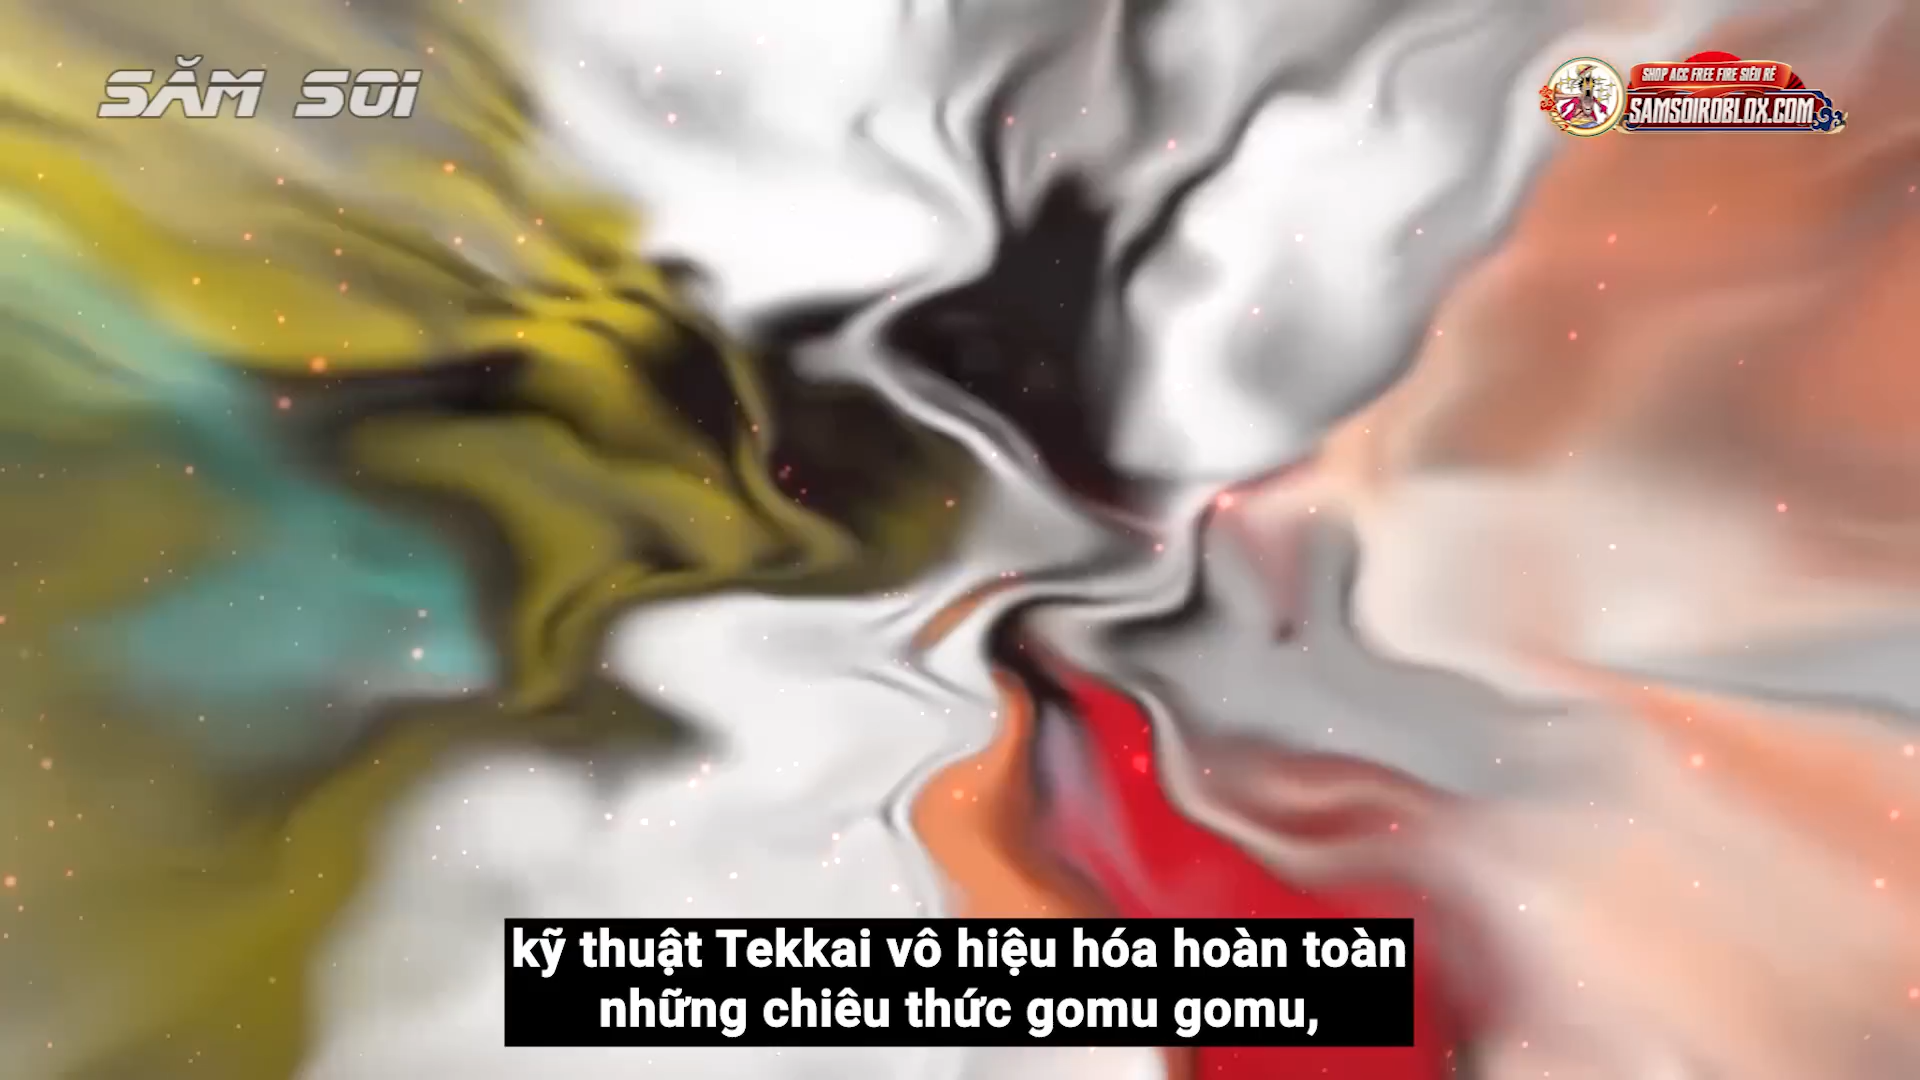 SĂM SOI
SHOP ACC FREE FIRE SIÊU RẺ
SAMSOIROBLOX.COM
kỹ thuật Tekkai vô hiệu hóa hoàn toàn
những chiêu thức gomu gomu,